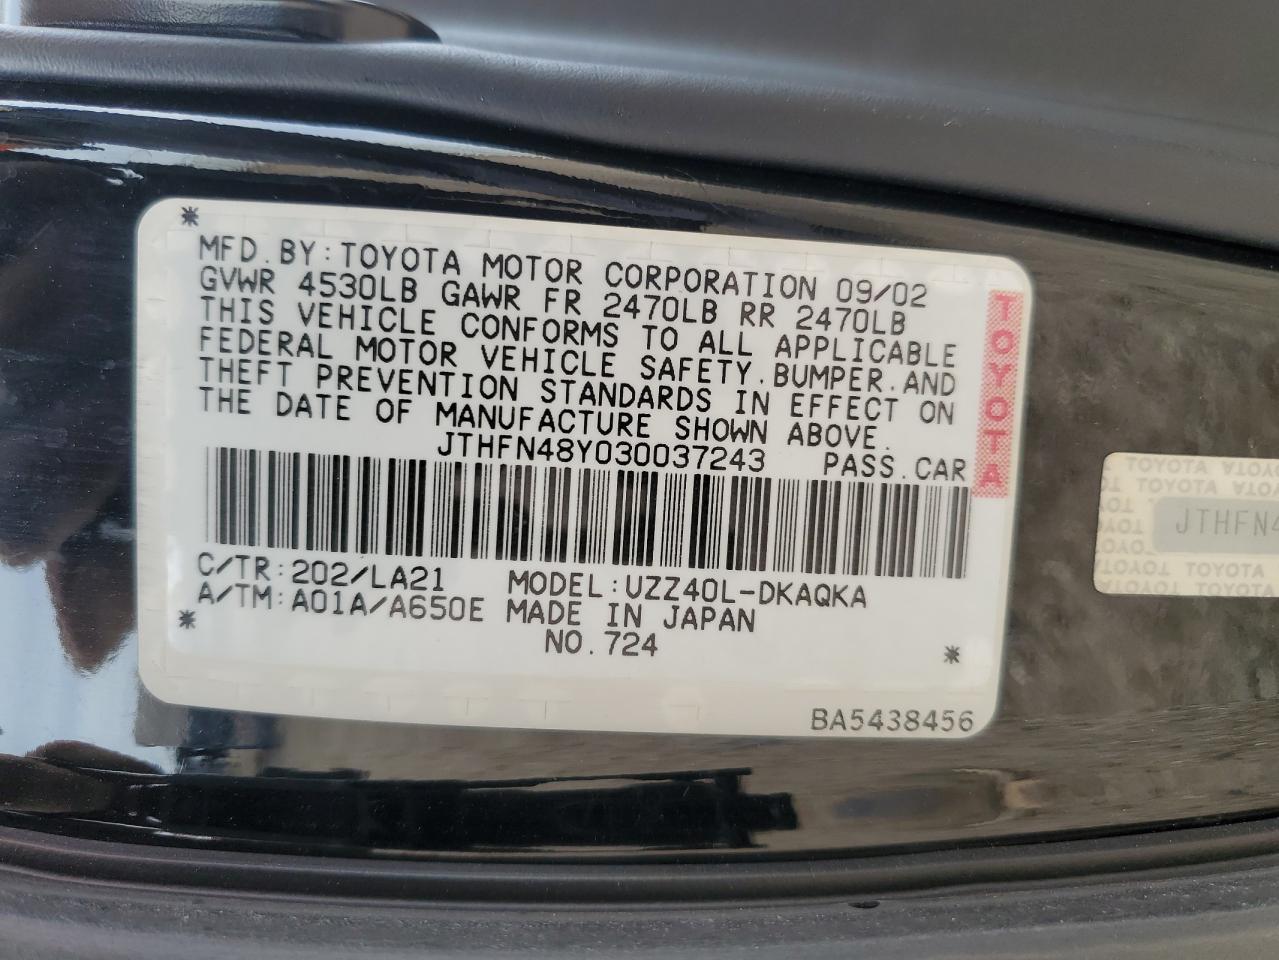 MFD. BY: TOYOTA MOTOR CORPORATION 09/02
GVWR 4530LB GAWR FR 2470LB RR 2470LB
THIS VEHICLE CONFORMS TO ALL APPLICABLE
FEDERAL MOTOR VEHICLE SAFETY, BUMPER, AND
THEFT PREVENTION STANDARDS IN EFFECT ON
THE DATE OF MANUFACTURE SHOWN ABOVE.
JTHFN48Y030037243 PASS. CAR
C/TR: 202/LA21 MODEL: UZZ40L-DKAQKA
A/TM: A01A/A650E MADE IN JAPAN
NO. 724
BA5438456
TOYOTA
TOYOTA TOYOTA
TOYOTA TOYOTA
JTHFN4
TOYOTA TOYOTA